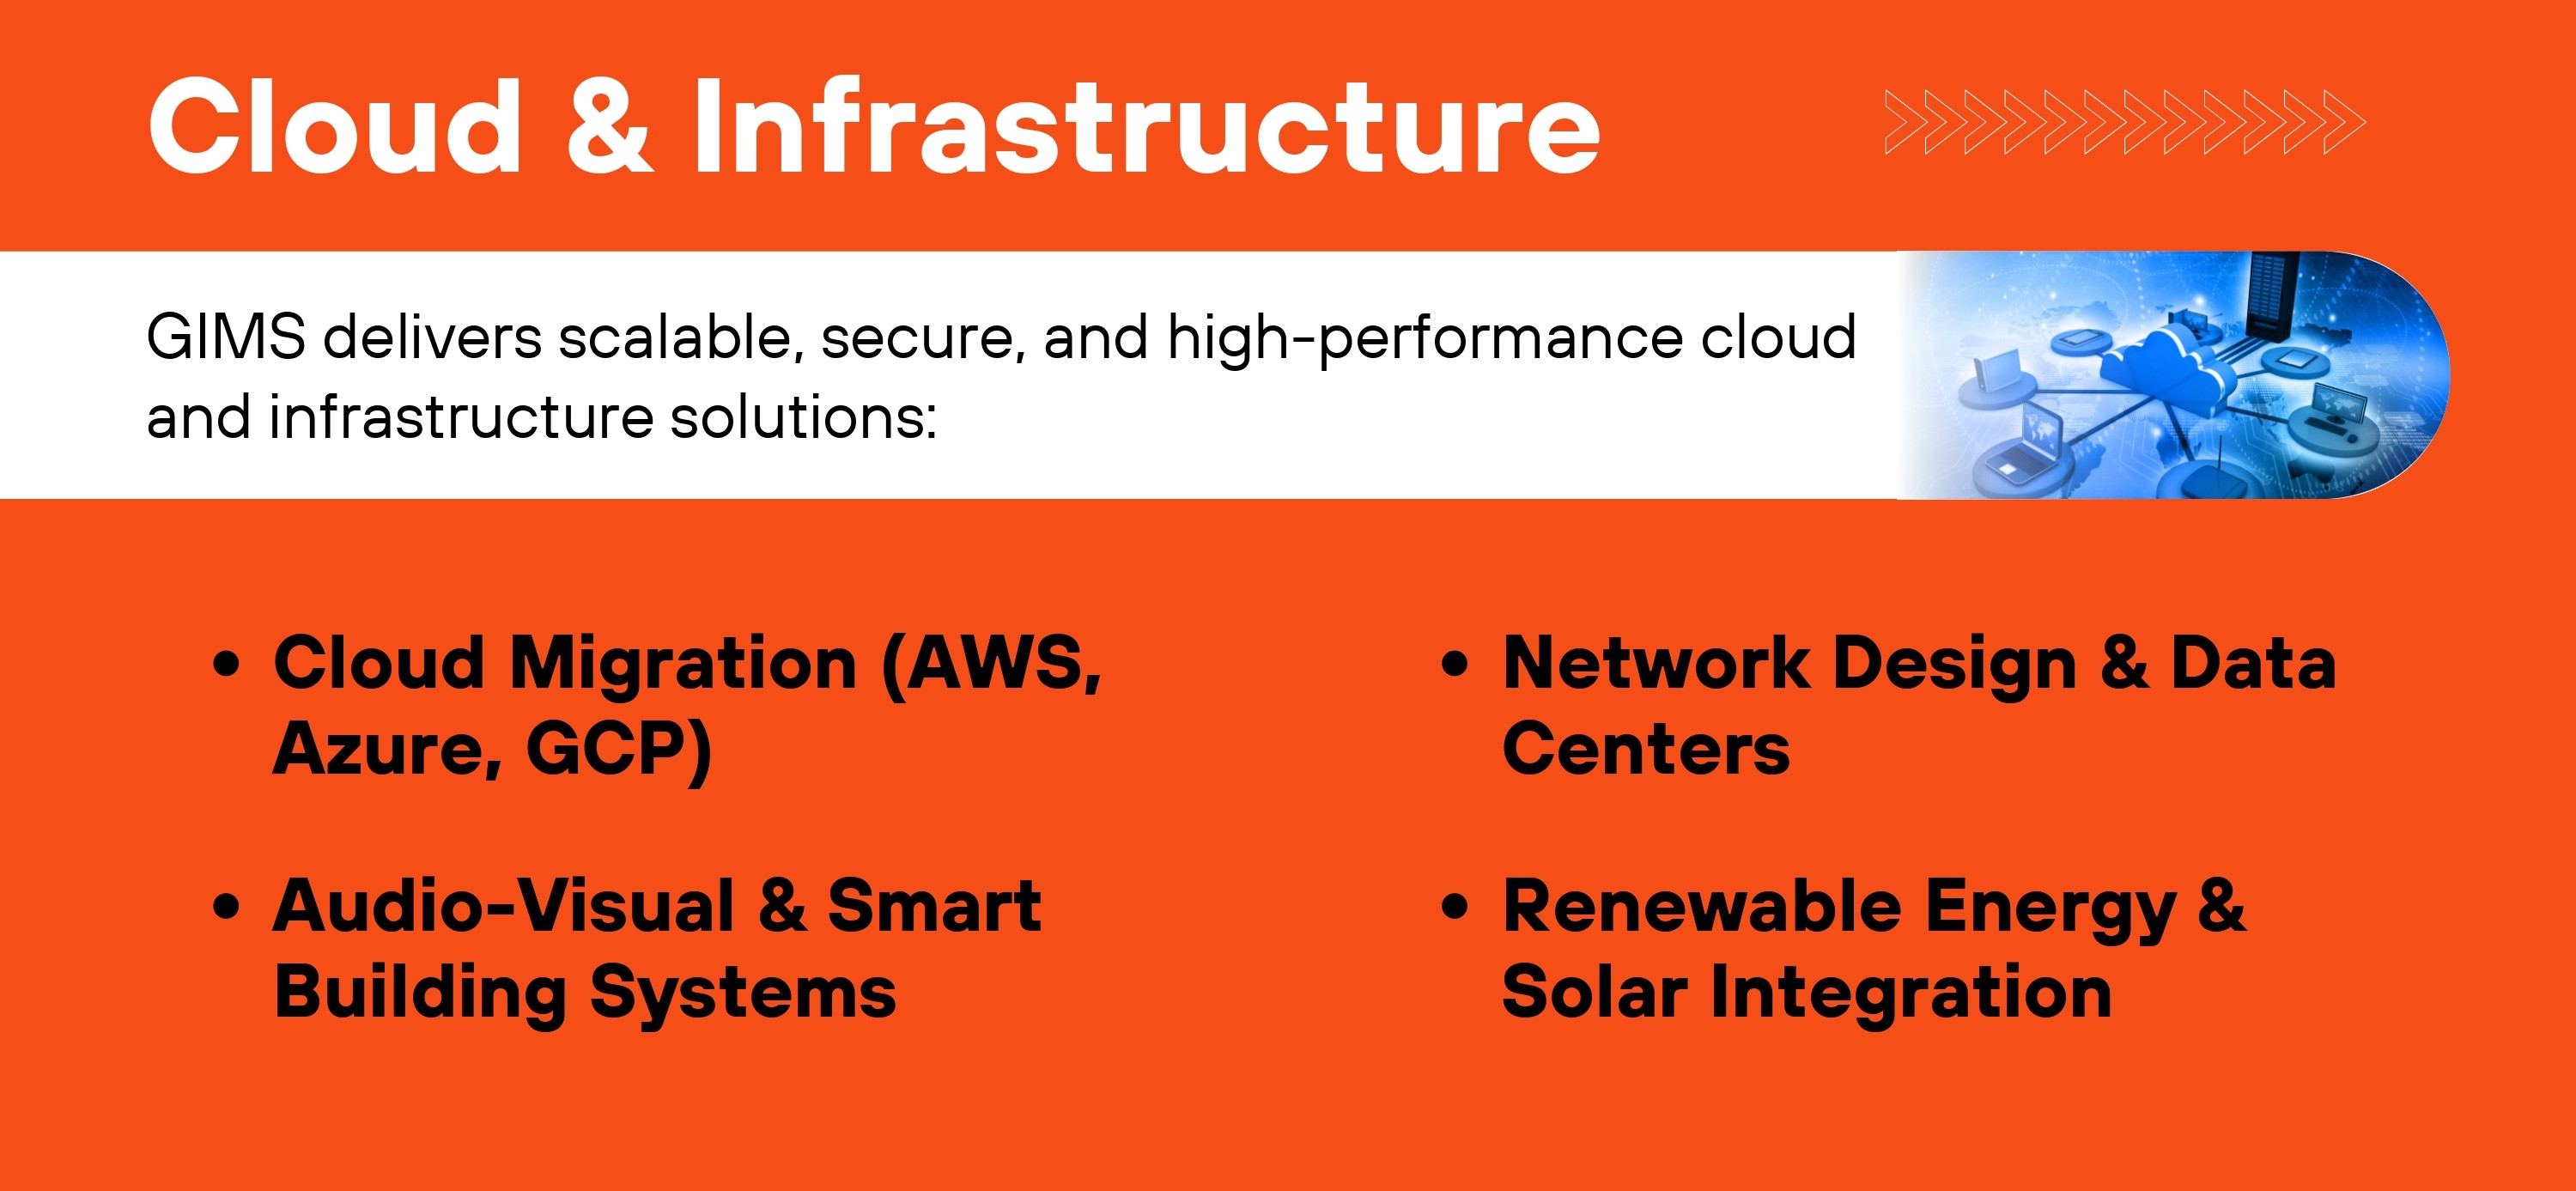 Cloud & Infrastructure
GIMS delivers scalable, secure, and high-performance cloud
and infrastructure solutions:
• Cloud Migration (AWS,
Azure, GCP)
• Audio-Visual & Smart
Building Systems
• Network Design & Data
Centers
• Renewable Energy &
Solar Integration